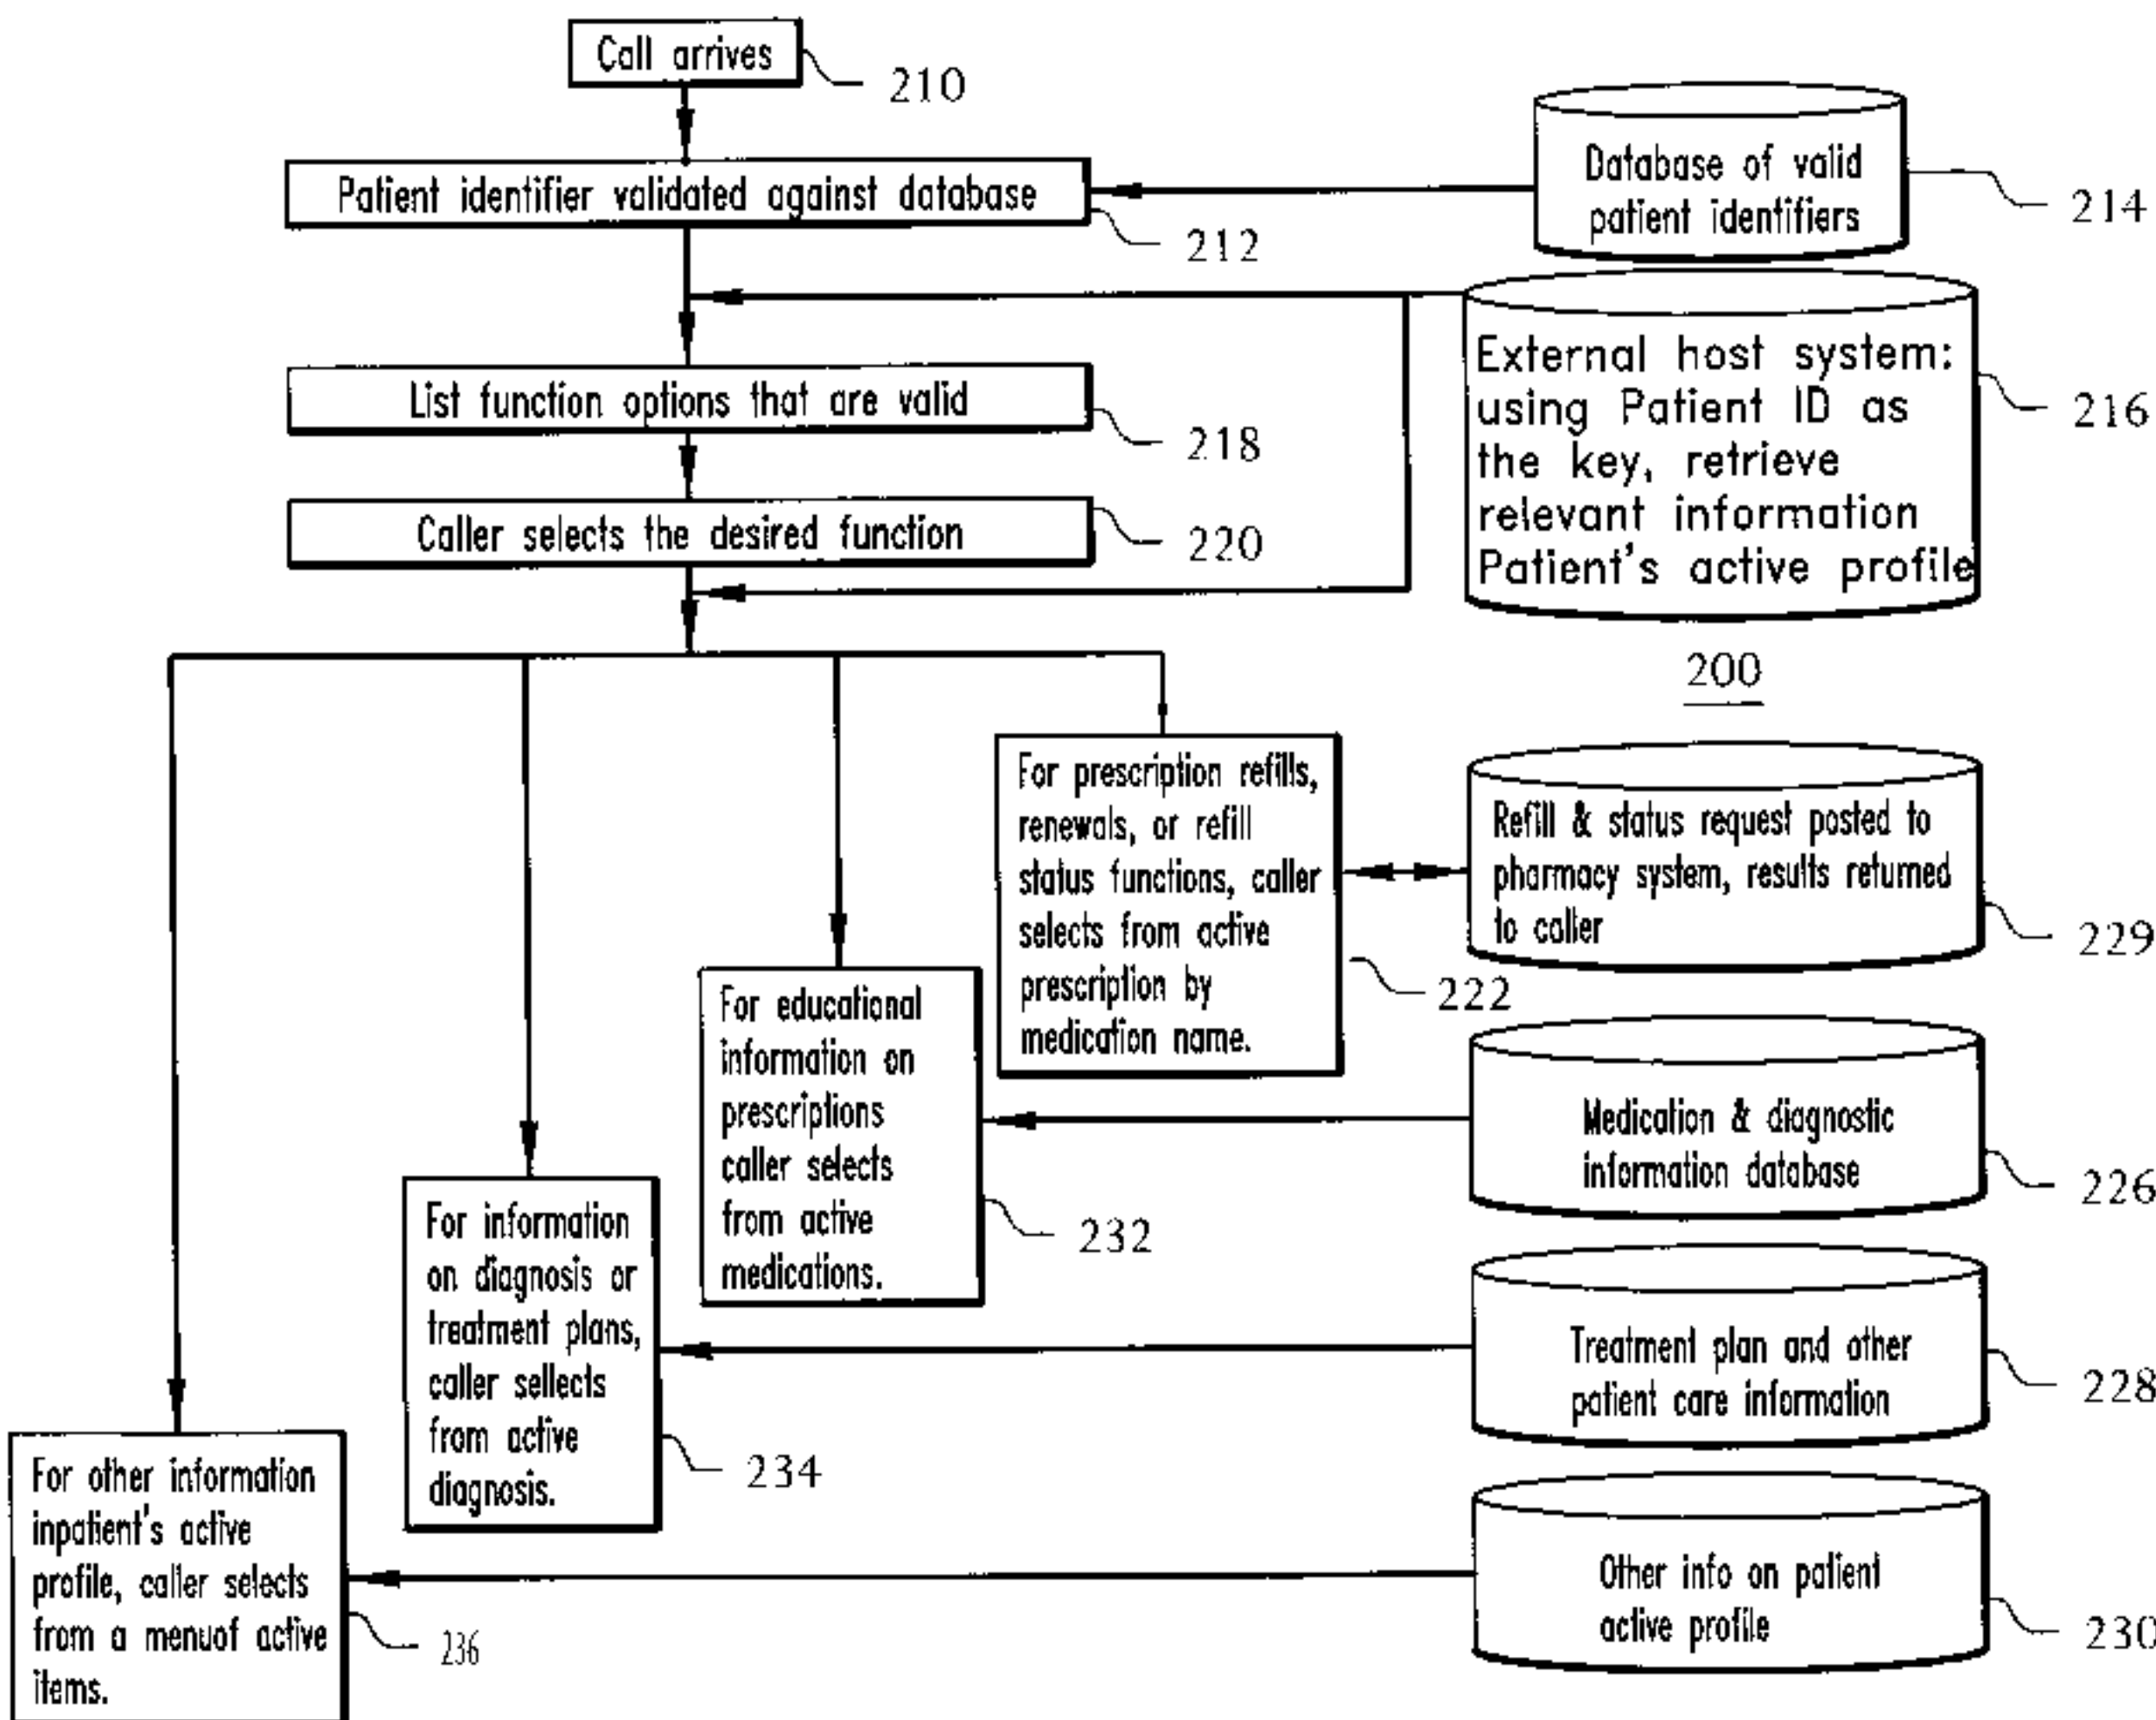 Call arrives
210
Patient identifier validated against database
212
Database of valid
patient identifiers
214
List function options that are valid
218
External host system:
using Patient ID as
the key, retrieve
relevant information
Patient's active profile
216
Caller selects the desired function
220
200
For prescription refills,
renewals, or refill
status functions, caller
selects from active
prescription by
medication name.
222
Refill & status request posted to
pharmacy system, results returned
to caller
229
For educational
information on
prescriptions
caller selects
from active
medications.
232
Medication & diagnostic
information database
226
For information
on diagnosis or
treatment plans,
caller sellects
from active
diagnosis.
234
Treatment plan and other
patient care information
228
For other information
inpatient's active
profile, caller selects
from a menuof active
items.
236
Other info on patient
active profile
230